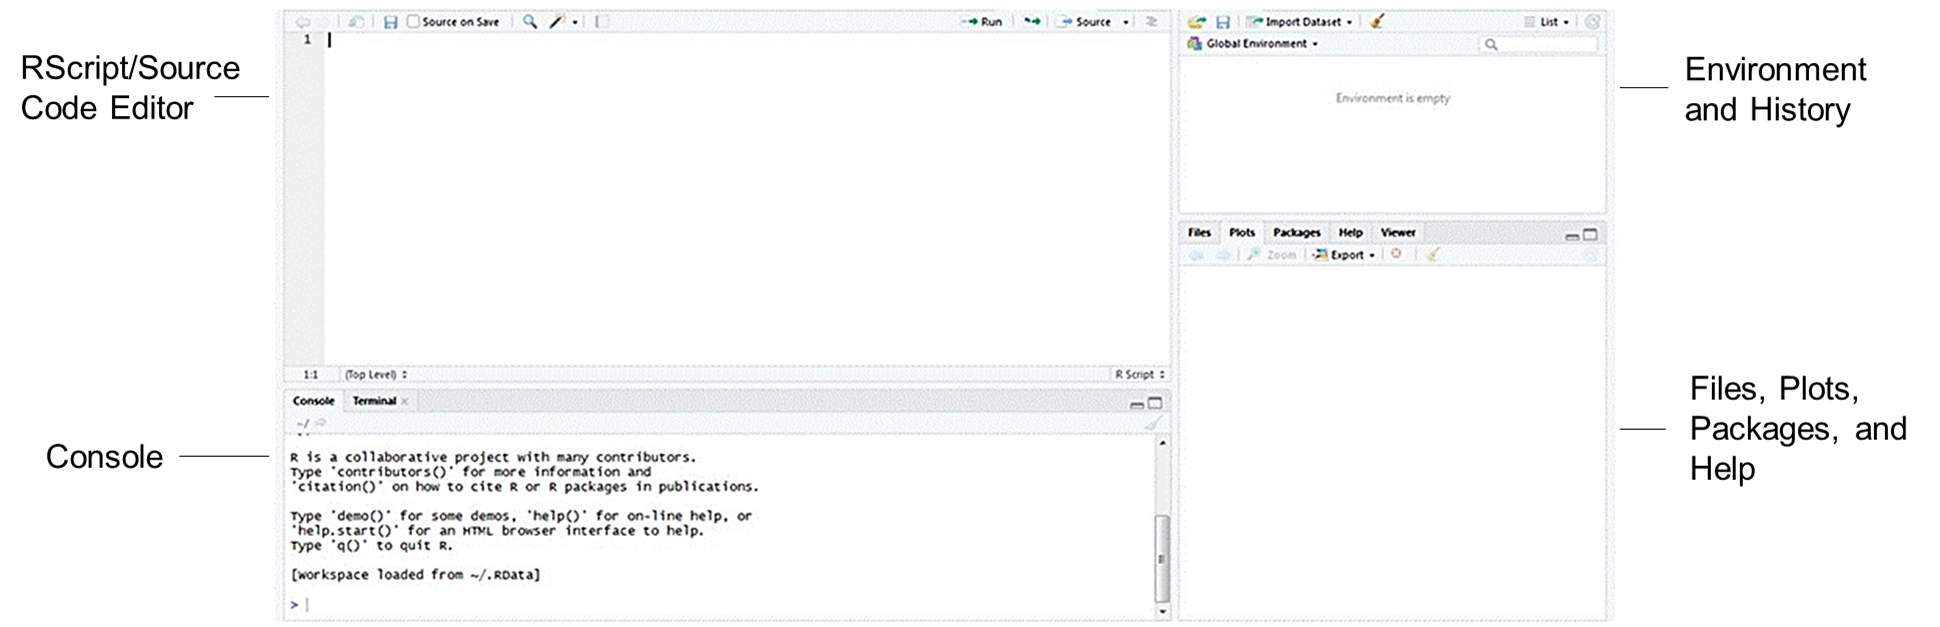 RScript/Source
Code Editor
Source on Save
Run
Source
1
1:1 (Top Level)
R Script
Import Dataset
List
Global Environment
Environment is empty
Environment
and History
Console
Console Terminal
~/
R is a collaborative project with many contributors.
Type 'contributors()' for more information and
'citation()' on how to cite R or R packages in publications.
Type 'demo()' for some demos, 'help()' for on-line help, or
'help.start()' for an HTML browser interface to help.
Type 'q()' to quit R.
[Workspace loaded from ~/.RData]
>
Files Plots Packages Help Viewer
Zoom Export
Files, Plots,
Packages, and
Help